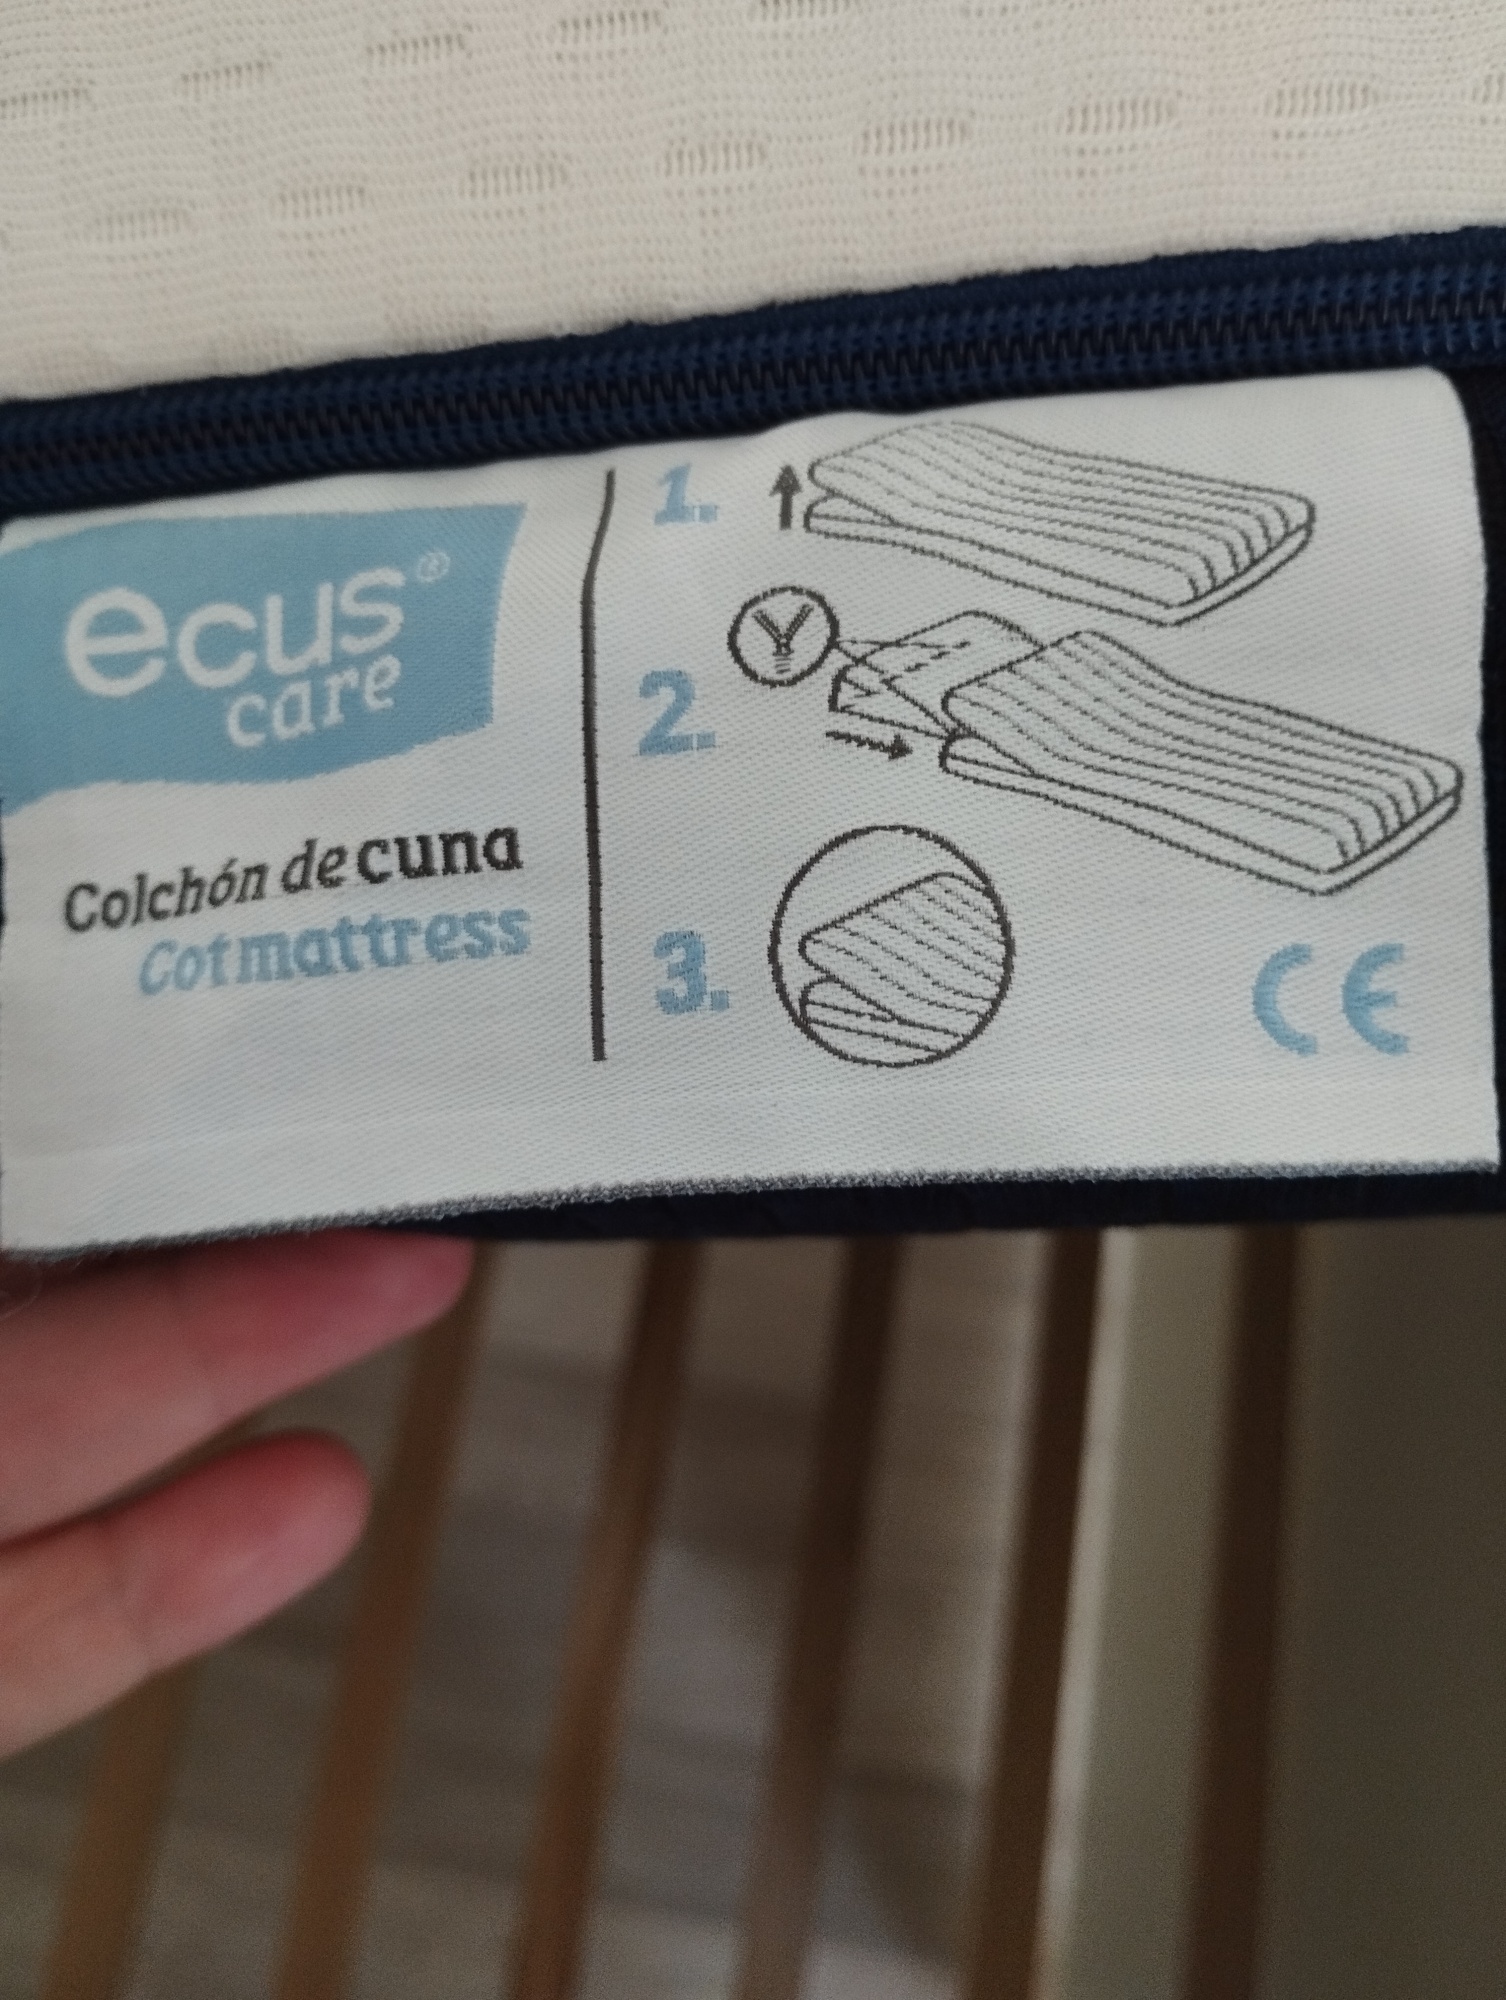 ecus®
care
Colchón de cuna
Cot mattress
1.
2.
3.
CE